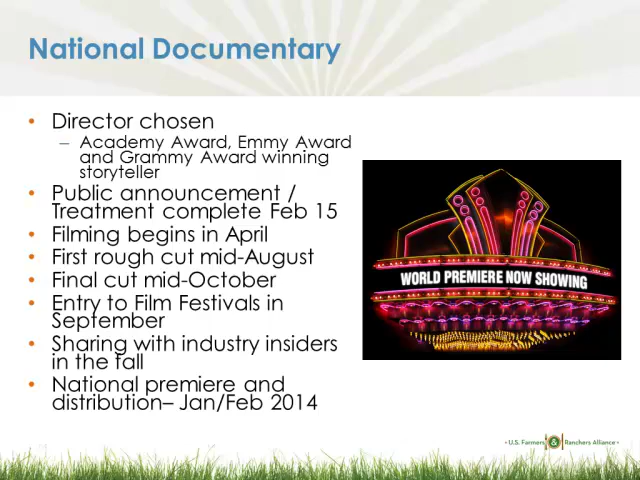 National Documentary
• Director chosen
– Academy Award, Emmy Award
and Grammy Award winning
storyteller
• Public announcement /
Treatment complete Feb 15
• Filming begins in April
• First rough cut mid-August
• Final cut mid-October
• Entry to Film Festivals in
September
• Sharing with industry insiders
in the fall
• National premiere and
distribution– Jan/Feb 2014
WORLD PREMIERE NOW SHOWING
• U.S. Farmers & Ranchers Alliance •